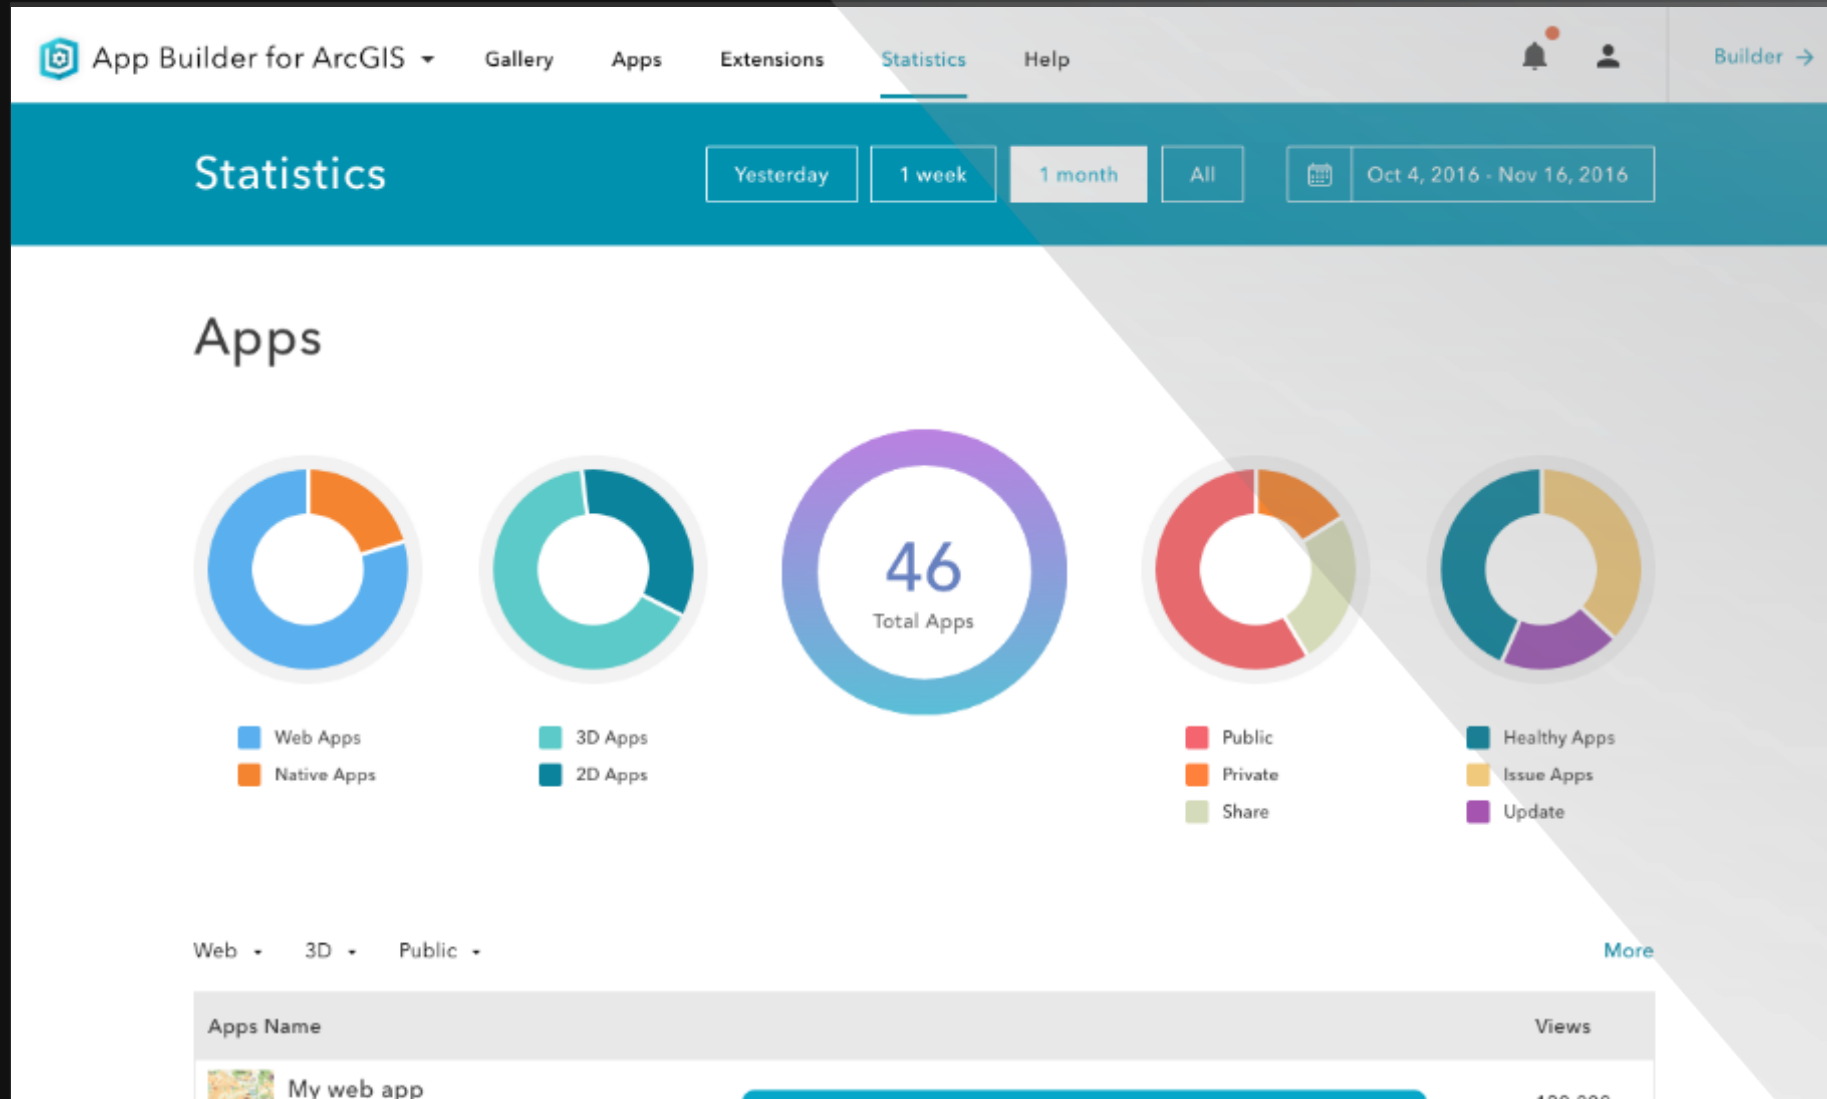 App Builder for ArcGIS
Gallery
Apps
Extensions
Statistics
Help
Builder →
Statistics
Yesterday
1 week
1 month
All
Oct 4, 2016 - Nov 16, 2016
Apps
46
Total Apps
Web Apps
Native Apps
3D Apps
2D Apps
Public
Private
Share
Healthy Apps
Issue Apps
Update
Web
3D
Public
More
Apps Name
Views
My web app